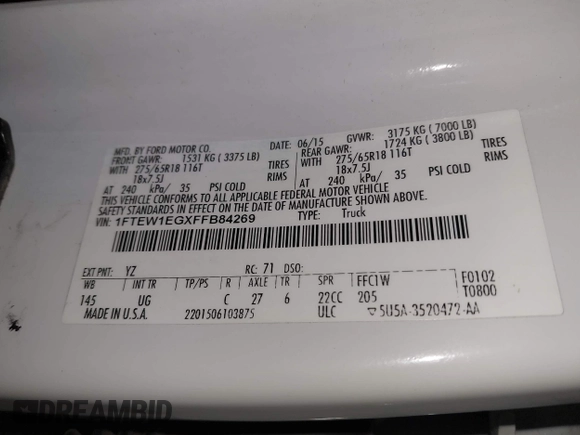 MFD. BY FORD MOTOR CO. DATE: 06/15 GVWR: 3175 KG ( 7000 LB)
FRONT GAWR: 1531 KG ( 3375 LB) REAR GAWR: 1724 KG ( 3800 LB)
WITH 275/65R18 116T TIRES WITH 275/65R18 116T TIRES
18x7.5J RIMS 18x7.5J RIMS
AT 240 kPa/ 35 PSI COLD AT 240 kPa/ 35 PSI COLD
THIS VEHICLE CONFORMS TO ALL APPLICABLE FEDERAL MOTOR VEHICLE
SAFETY STANDARDS IN EFFECT ON THE DATE OF MANUFACTURE SHOWN ABOVE.
VIN: 1FTEW1EGXFFB84269 TYPE: Truck
EXT PNT: YZ RC: 71 DSO:
WB INT TR TP/PS R AXLE TR SPR FFC1W F0102
145 UG C 27 6 22CC 205 T0800
MADE IN U.S.A. 2201506103875 ULC ▽5U5A-3520472-AA
DREAMBID